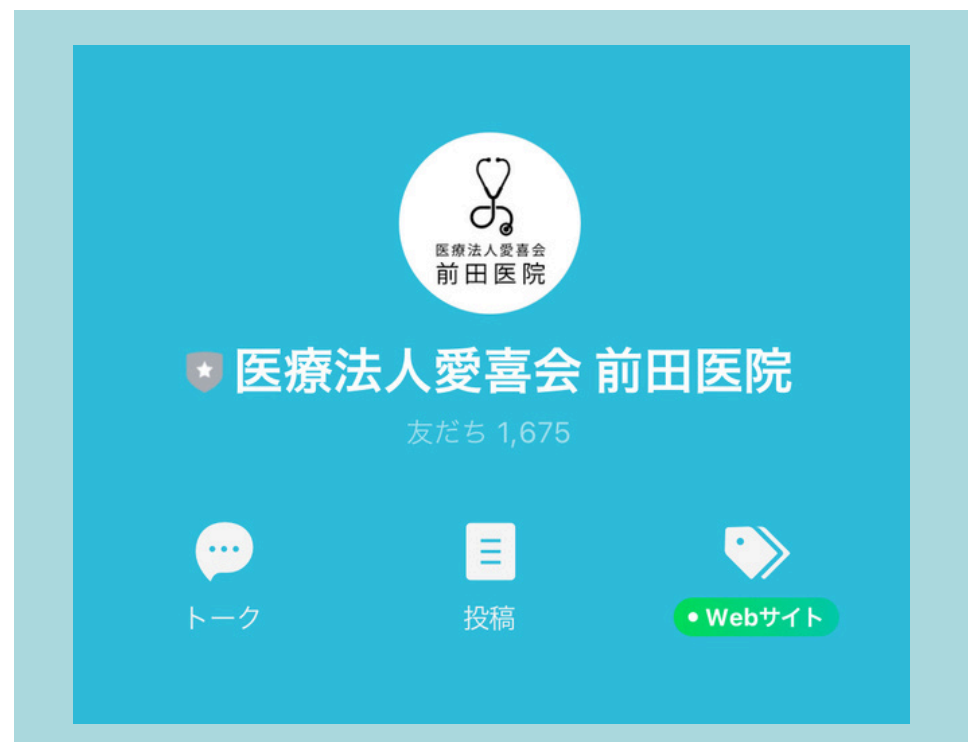 医療法人愛喜会
前田医院
医療法人愛喜会 前田医院
友だち 1,675
トーク
投稿
Webサイト